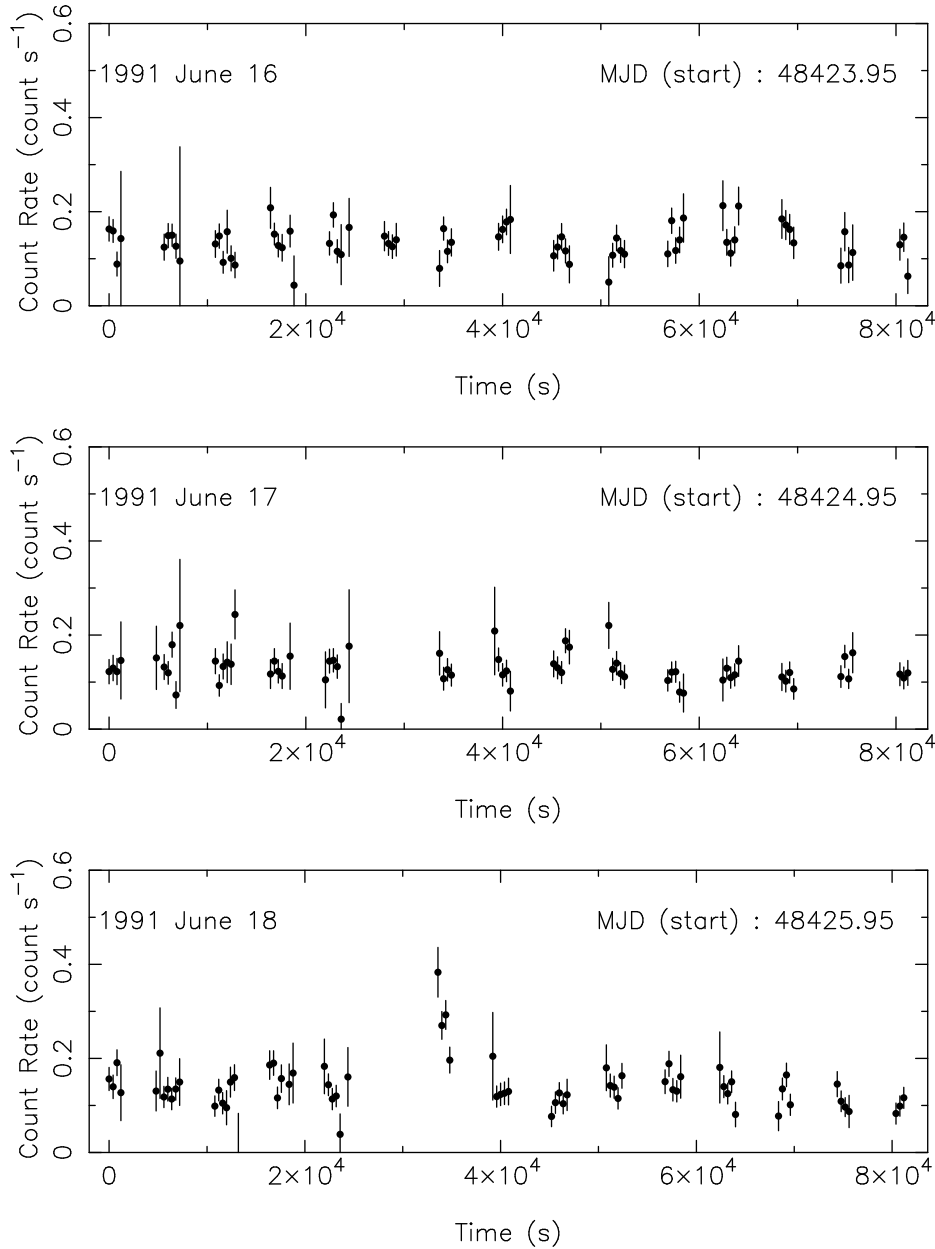 0.6
0.4
0.2
0
Count Rate (count s⁻¹)
1991 June 16
MJD (start) : 48423.95
0 2×10⁴ 4×10⁴ 6×10⁴ 8×10⁴
Time (s)
0.6
0.4
0.2
0
Count Rate (count s⁻¹)
1991 June 17
MJD (start) : 48424.95
0 2×10⁴ 4×10⁴ 6×10⁴ 8×10⁴
Time (s)
0.6
0.4
0.2
0
Count Rate (count s⁻¹)
1991 June 18
MJD (start) : 48425.95
0 2×10⁴ 4×10⁴ 6×10⁴ 8×10⁴
Time (s)